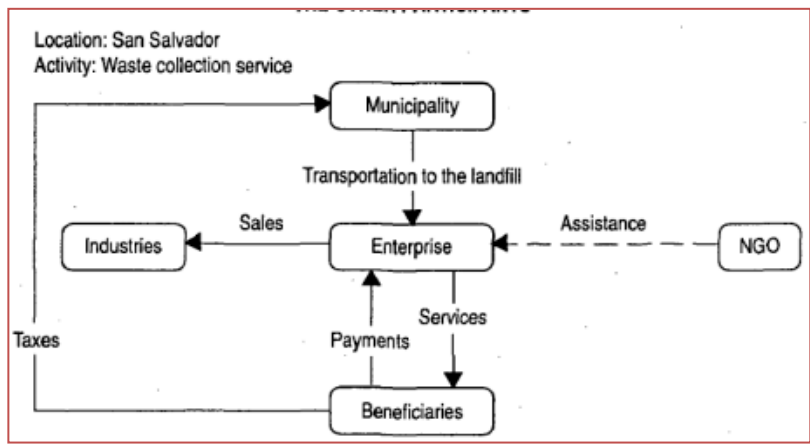 Location: San Salvador
Activity: Waste collection service
Municipality
Transportation to the landfill
Industries
Sales
Enterprise
Assistance
NGO
Taxes
Payments
Services
Beneficiaries